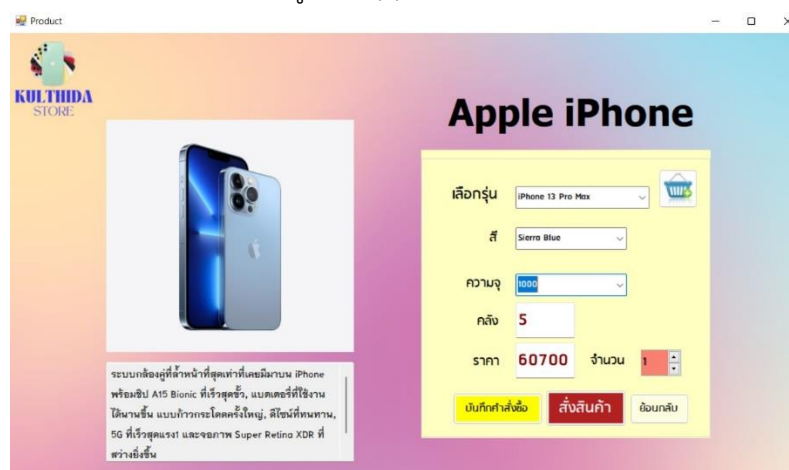 Product
KULTHIDA
STORE
Apple iPhone
เลือกรุ่น iPhone 13 Pro Max
สี Sierra Blue
ความจุ 1000
คลัง 5
ราคา 60700 จำนวน 1
บันทึกคำสั่งซื้อ สั่งสินค้า ย้อนกลับ
ระบบกล้องคู่ที่ล้ำหน้าที่สุดเท่าที่เคยมีมาบน iPhone
พร้อมชิป A15 Bionic ที่เร็วสุดขั้ว, แบตเตอรี่ที่ใช้งาน
ได้นานขึ้น แบบก้าวกระโดดครั้งใหญ่, ดีไซน์ที่ทนทาน,
5G ที่เร็วสุดแรง1 และจอภาพ Super Retina XDR ที่
สว่างยิ่งขึ้น